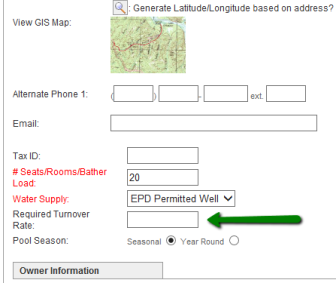 : Generate Latitude/Longitude based on address?
View GIS Map:
Alternate Phone 1: ( ) - ext.
Email:
Tax ID:
# Seats/Rooms/Bather
Load: 20
Water Supply: EPD Permitted Well
Required Turnover
Rate:
Pool Season: Seasonal Year Round
Owner Information